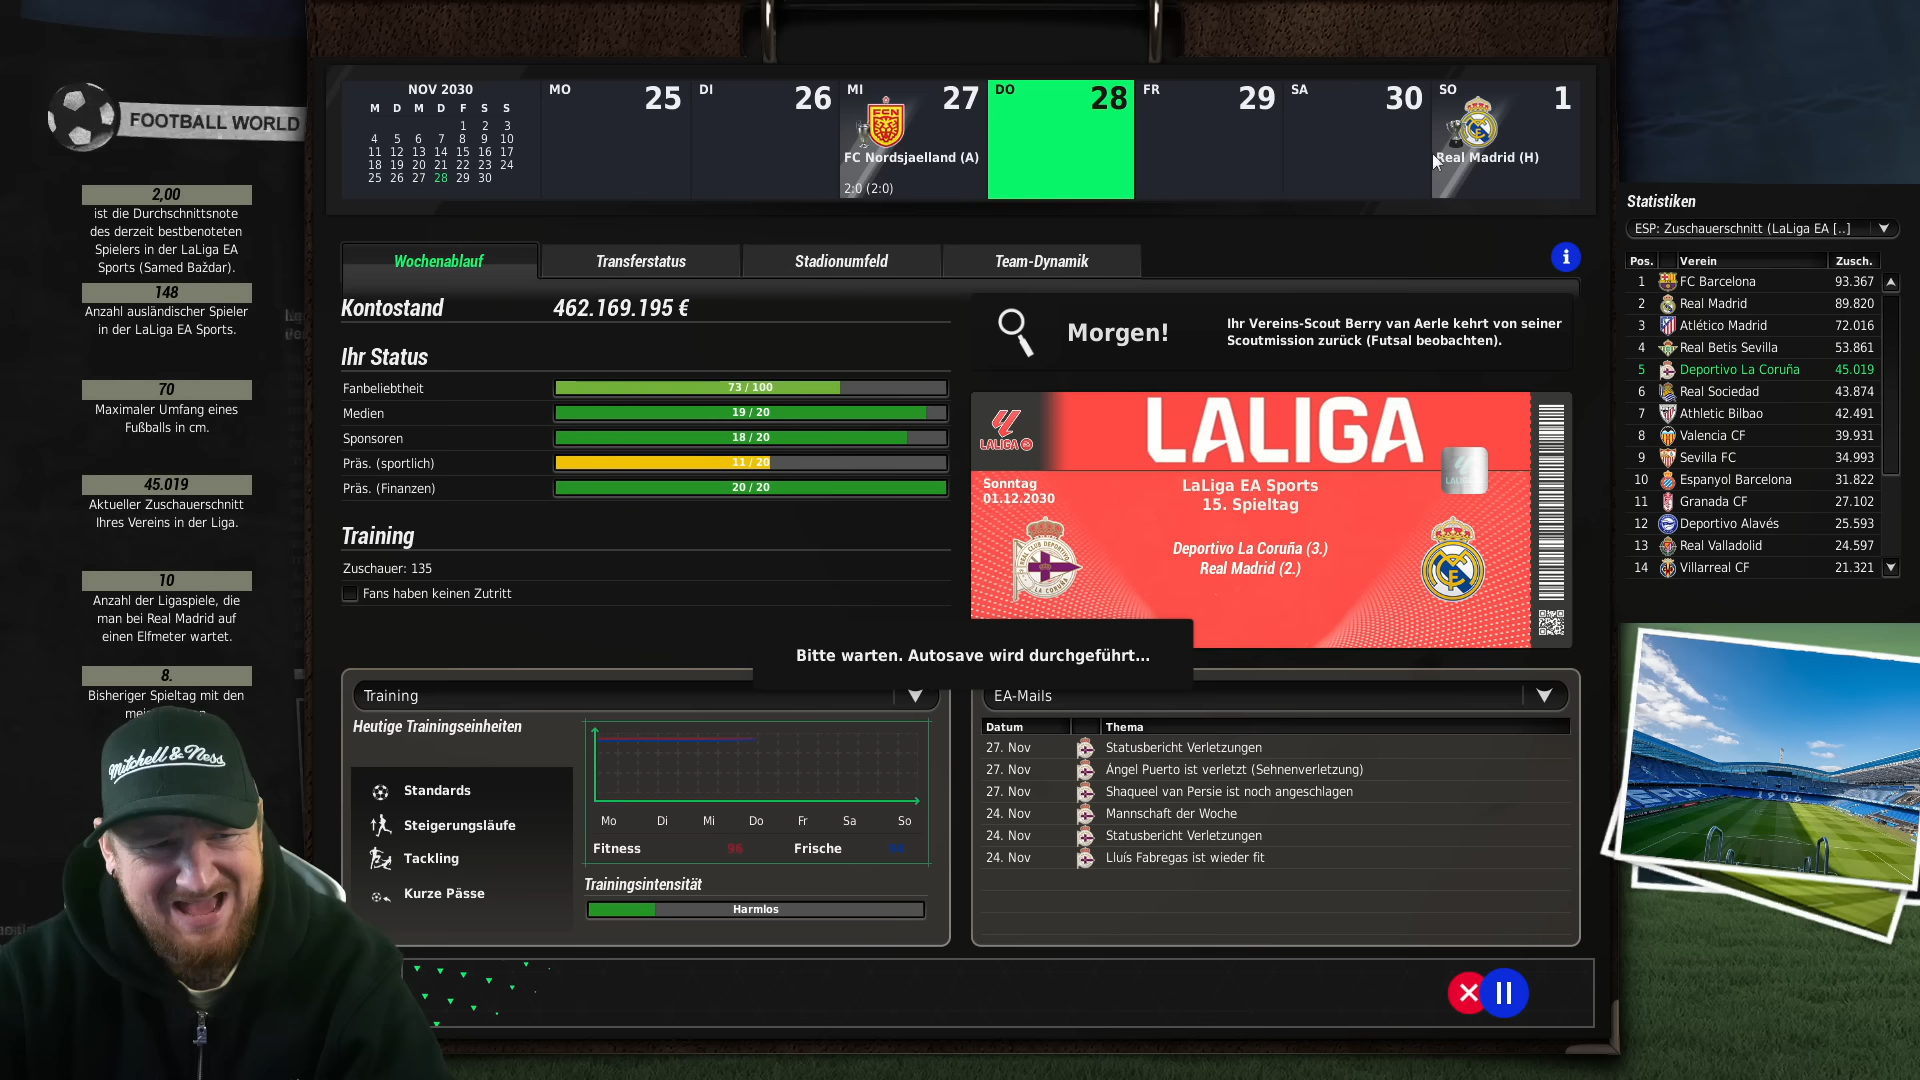 FOOTBALL WORLD
2,00
ist die Durchschnittsnote
des derzeit bestbenoteten
Spielers in der LaLiga EA
Sports (Samed Baždar).
148
Anzahl ausländischer Spieler
in der LaLiga EA Sports.
70
Maximaler Umfang eines
Fußballs in cm.
45.019
Aktueller Zuschauerschnitt
Ihres Vereins in der Liga.
10
Anzahl der Ligaspiele, die
man bei Real Madrid auf
einen Elfmeter wartet.
8.
Bisheriger Spieltag mit den
Mitchell & Ness
NOV 2030
M D M D F S S
1 2 3
4 5 6 7 8 9 10
11 12 13 14 15 16 17
18 19 20 21 22 23 24
25 26 27 28 29 30
MO 25
DI 26
MI 27
FC Nordsjaelland (A)
2:0 (2:0)
DO 28
FR 29
SA 30
SO 1
Real Madrid (H)
Wochenablauf
Transferstatus
Stadionumfeld
Team-Dynamik
i
Kontostand 462.169.195 €
Ihr Status
Fanbeliebtheit 73 / 100
Medien 19 / 20
Sponsoren 18 / 20
Präs. (sportlich) 11 / 20
Präs. (Finanzen) 20 / 20
Training
Zuschauer: 135
Fans haben keinen Zutritt
Morgen!
Ihr Vereins-Scout Berry van Aerle kehrt von seiner
Scoutmission zurück (Futsal beobachten).
LALIGA
LALIGA
Sonntag
01.12.2030
LaLiga EA Sports
15. Spieltag
Deportivo La Coruña (3.)
Real Madrid (2.)
Bitte warten. Autosave wird durchgeführt...
Training
Heutige Trainingseinheiten
Standards
Steigerungsläufe
Tackling
Kurze Pässe
Mo Di Mi Do Fr Sa So
Fitness 96 Frische
Trainingsintensität
Harmlos
EA-Mails
Datum Thema
27. Nov Statusbericht Verletzungen
27. Nov Ángel Puerto ist verletzt (Sehnenverletzung)
27. Nov Shaqueel van Persie ist noch angeschlagen
24. Nov Mannschaft der Woche
24. Nov Statusbericht Verletzungen
24. Nov Lluís Fabregas ist wieder fit
Statistiken
ESP: Zuschauerschnitt (LaLiga EA [..]
Pos. Verein Zusch.
1 FC Barcelona 93.367
2 Real Madrid 89.820
3 Atlético Madrid 72.016
4 Real Betis Sevilla 53.861
5 Deportivo La Coruña 45.019
6 Real Sociedad 43.874
7 Athletic Bilbao 42.491
8 Valencia CF 39.931
9 Sevilla FC 34.993
10 Espanyol Barcelona 31.822
11 Granada CF 27.102
12 Deportivo Alavés 25.593
13 Real Valladolid 24.597
14 Villarreal CF 21.321